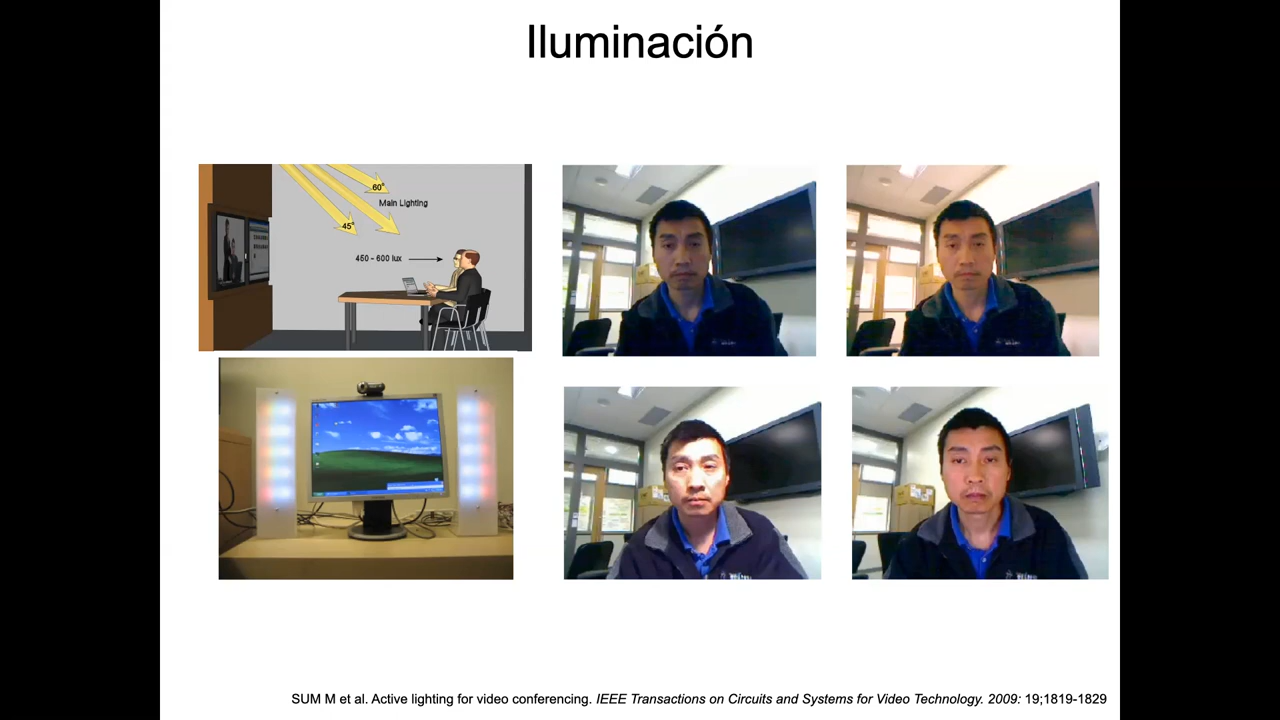 Iluminación
60°
Main Lighting
45°
450 - 600 lux
SUM M et al. Active lighting for video conferencing. IEEE Transactions on Circuits and Systems for Video Technology. 2009: 19;1819-1829